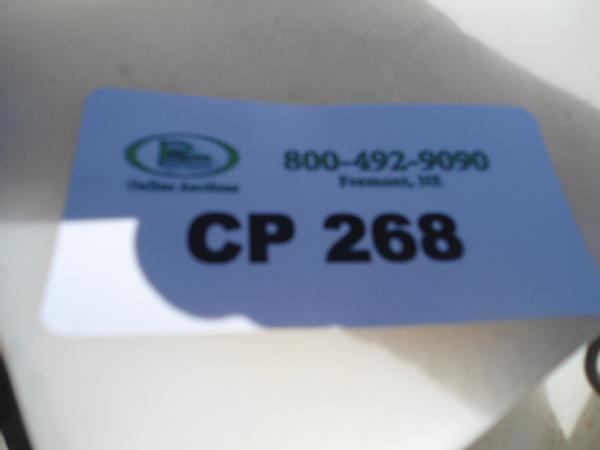 800-492-9090
Fremont, NE
Online Auctions
CP 268